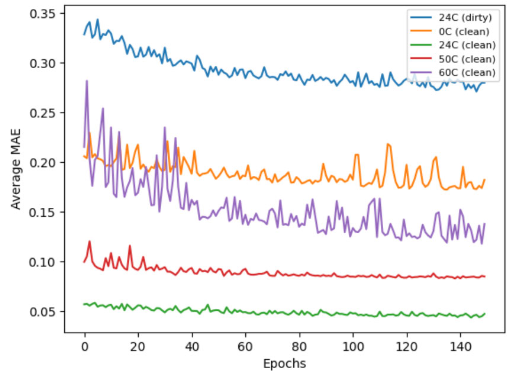 0.35
0.30
0.25
0.20
0.15
0.10
0.05
Average MAE
24C (dirty)
0C (clean)
24C (clean)
50C (clean)
60C (clean)
0 20 40 60 80 100 120 140
Epochs